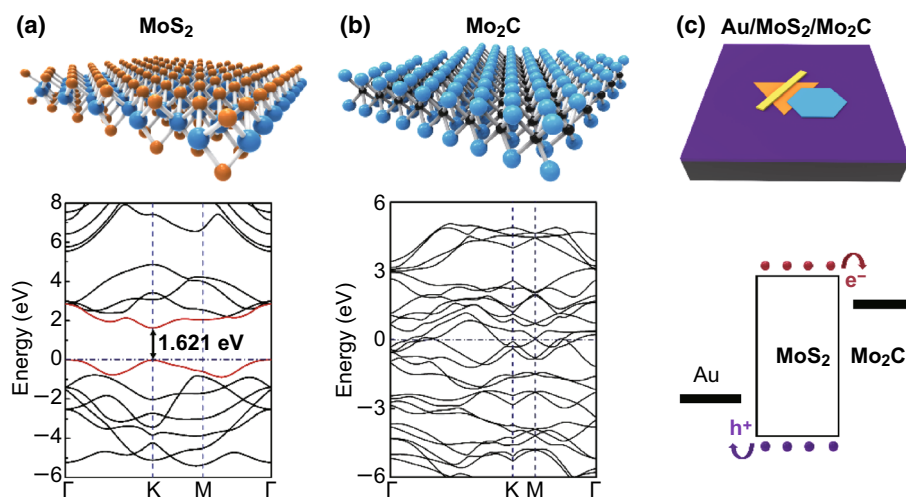 (a) MoS₂
(b) Mo₂C
(c) Au/MoS₂/Mo₂C
Energy (eV)
8
6
4
2
0
−2
−4
−6
1.621 eV
Γ K M Γ
Energy (eV)
6
3
0
−3
−6
Γ K M Γ
e⁻
MoS₂
Mo₂C
Au
h⁺